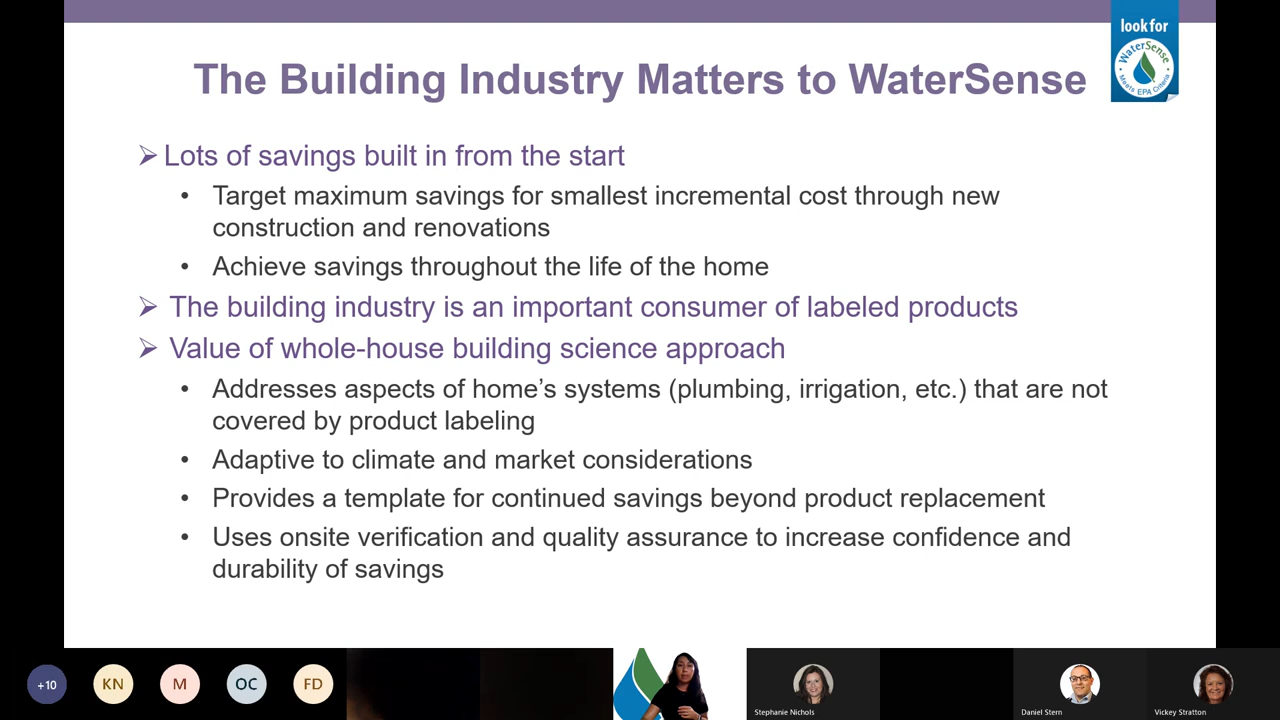 look for
WaterSense
Meets EPA Criteria
The Building Industry Matters to WaterSense
➢ Lots of savings built in from the start
• Target maximum savings for smallest incremental cost through new
construction and renovations
• Achieve savings throughout the life of the home
➢ The building industry is an important consumer of labeled products
➢ Value of whole-house building science approach
• Addresses aspects of home’s systems (plumbing, irrigation, etc.) that are not
covered by product labeling
• Adaptive to climate and market considerations
• Provides a template for continued savings beyond product replacement
• Uses onsite verification and quality assurance to increase confidence and
durability of savings
+10 KN M OC FD
Stephanie Nichols Daniel Stern Vickey Stratton